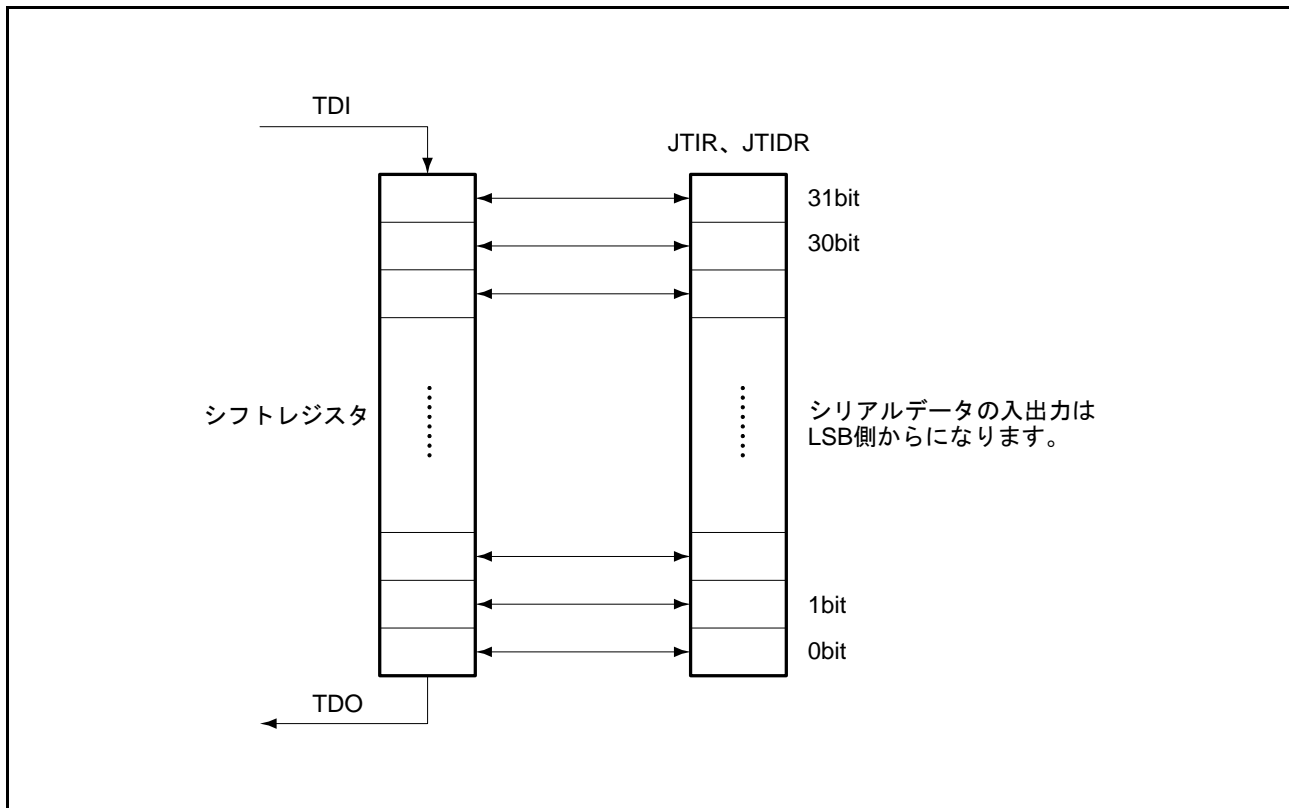 TDI
JTIR、JTIDR
31bit
30bit
シフトレジスタ
シリアルデータの入出力は
LSB側からになります。
1bit
0bit
TDO